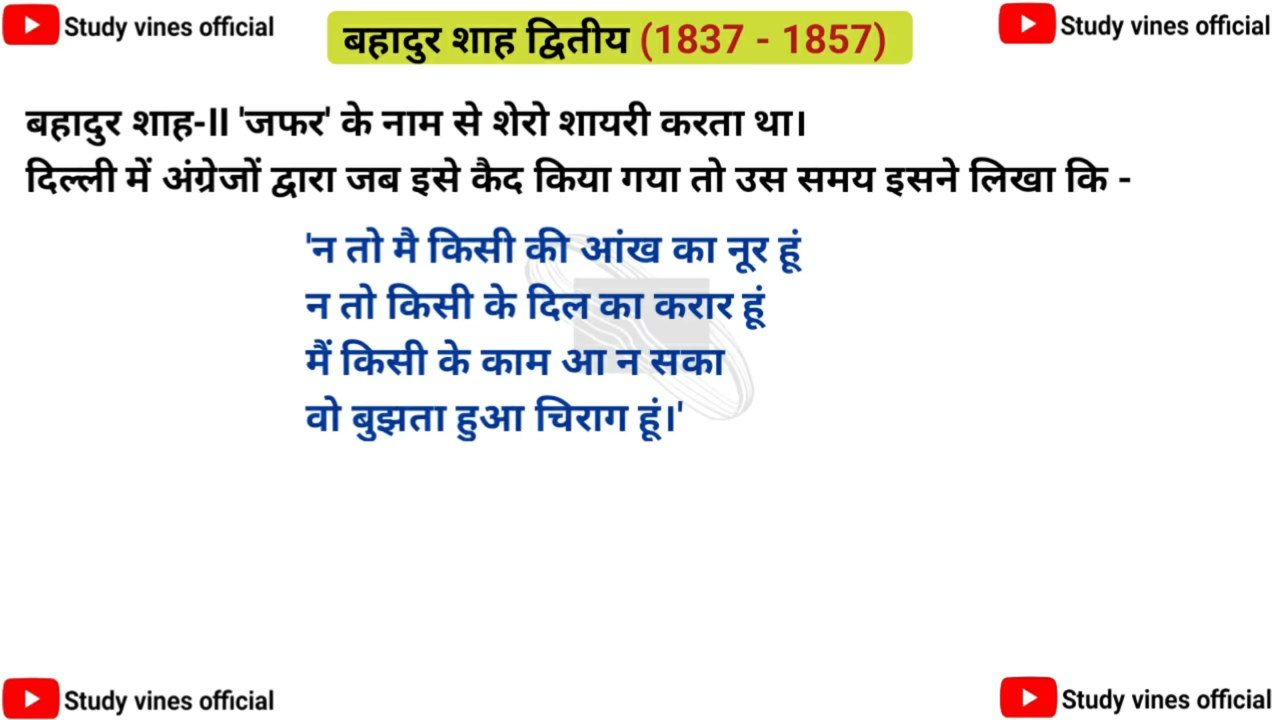 Study vines official
बहादुर शाह द्वितीय (1837 - 1857)
Study vines official
बहादुर शाह-II 'जफर' के नाम से शेरो शायरी करता था।
दिल्ली में अंग्रेजों द्वारा जब इसे कैद किया गया तो उस समय इसने लिखा कि -
'न तो मै किसी की आंख का नूर हूं
न तो किसी के दिल का करार हूं
मैं किसी के काम आ न सका
वो बुझता हुआ चिराग हूं।'
Study vines official
Study vines official